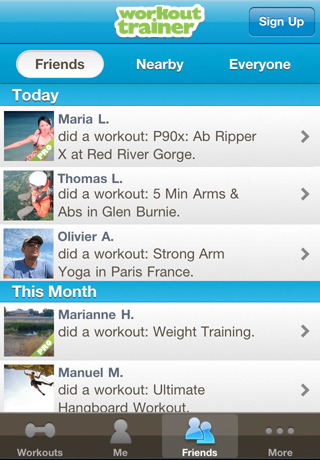 workout
trainer
Sign Up
Friends
Nearby
Everyone
Today
Maria L.
did a workout: P90x: Ab Ripper
X at Red River Gorge.
PRO
Thomas L.
did a workout: 5 Min Arms &
Abs in Glen Burnie.
Olivier A.
did a workout: Strong Arm
Yoga in Paris France.
This Month
Marianne H.
did a workout: Weight Training.
PRO
Manuel M.
did a workout: Ultimate
Hangboard Workout.
Workouts
Me
Friends
More